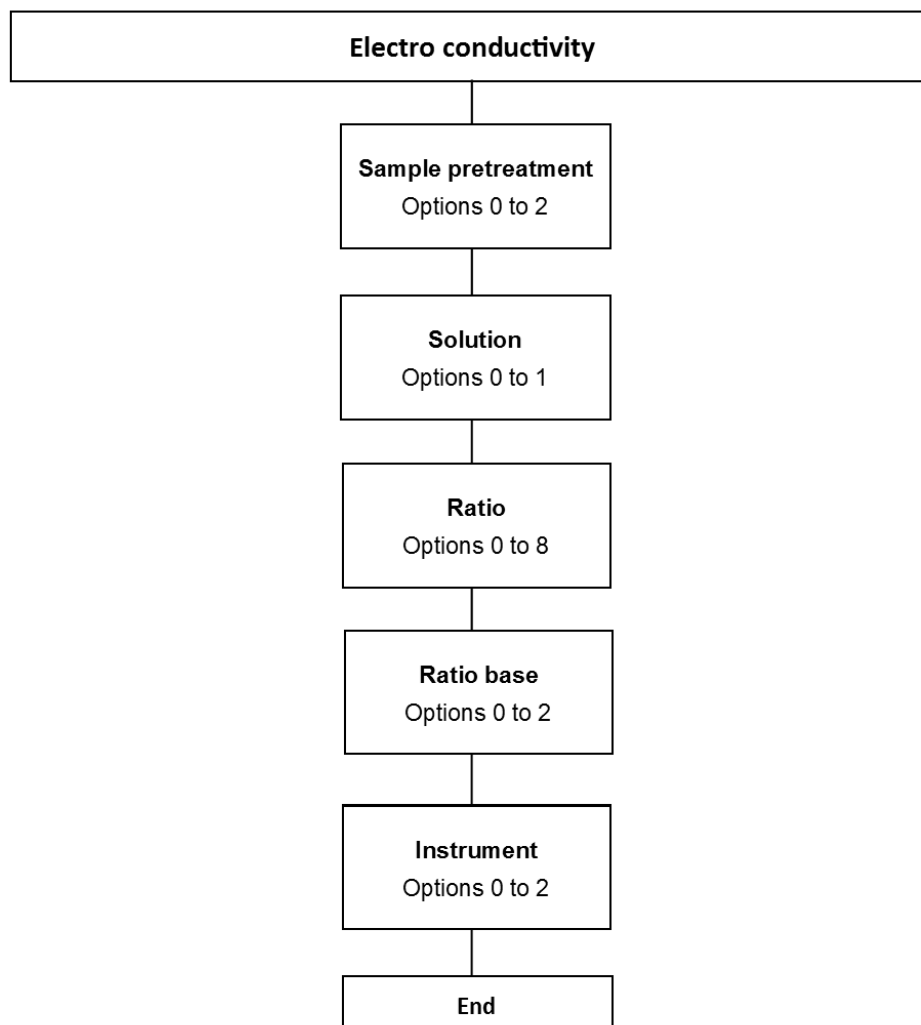 Electro conductivity
Sample pretreatment
Options 0 to 2
Solution
Options 0 to 1
Ratio
Options 0 to 8
Ratio base
Options 0 to 2
Instrument
Options 0 to 2
End